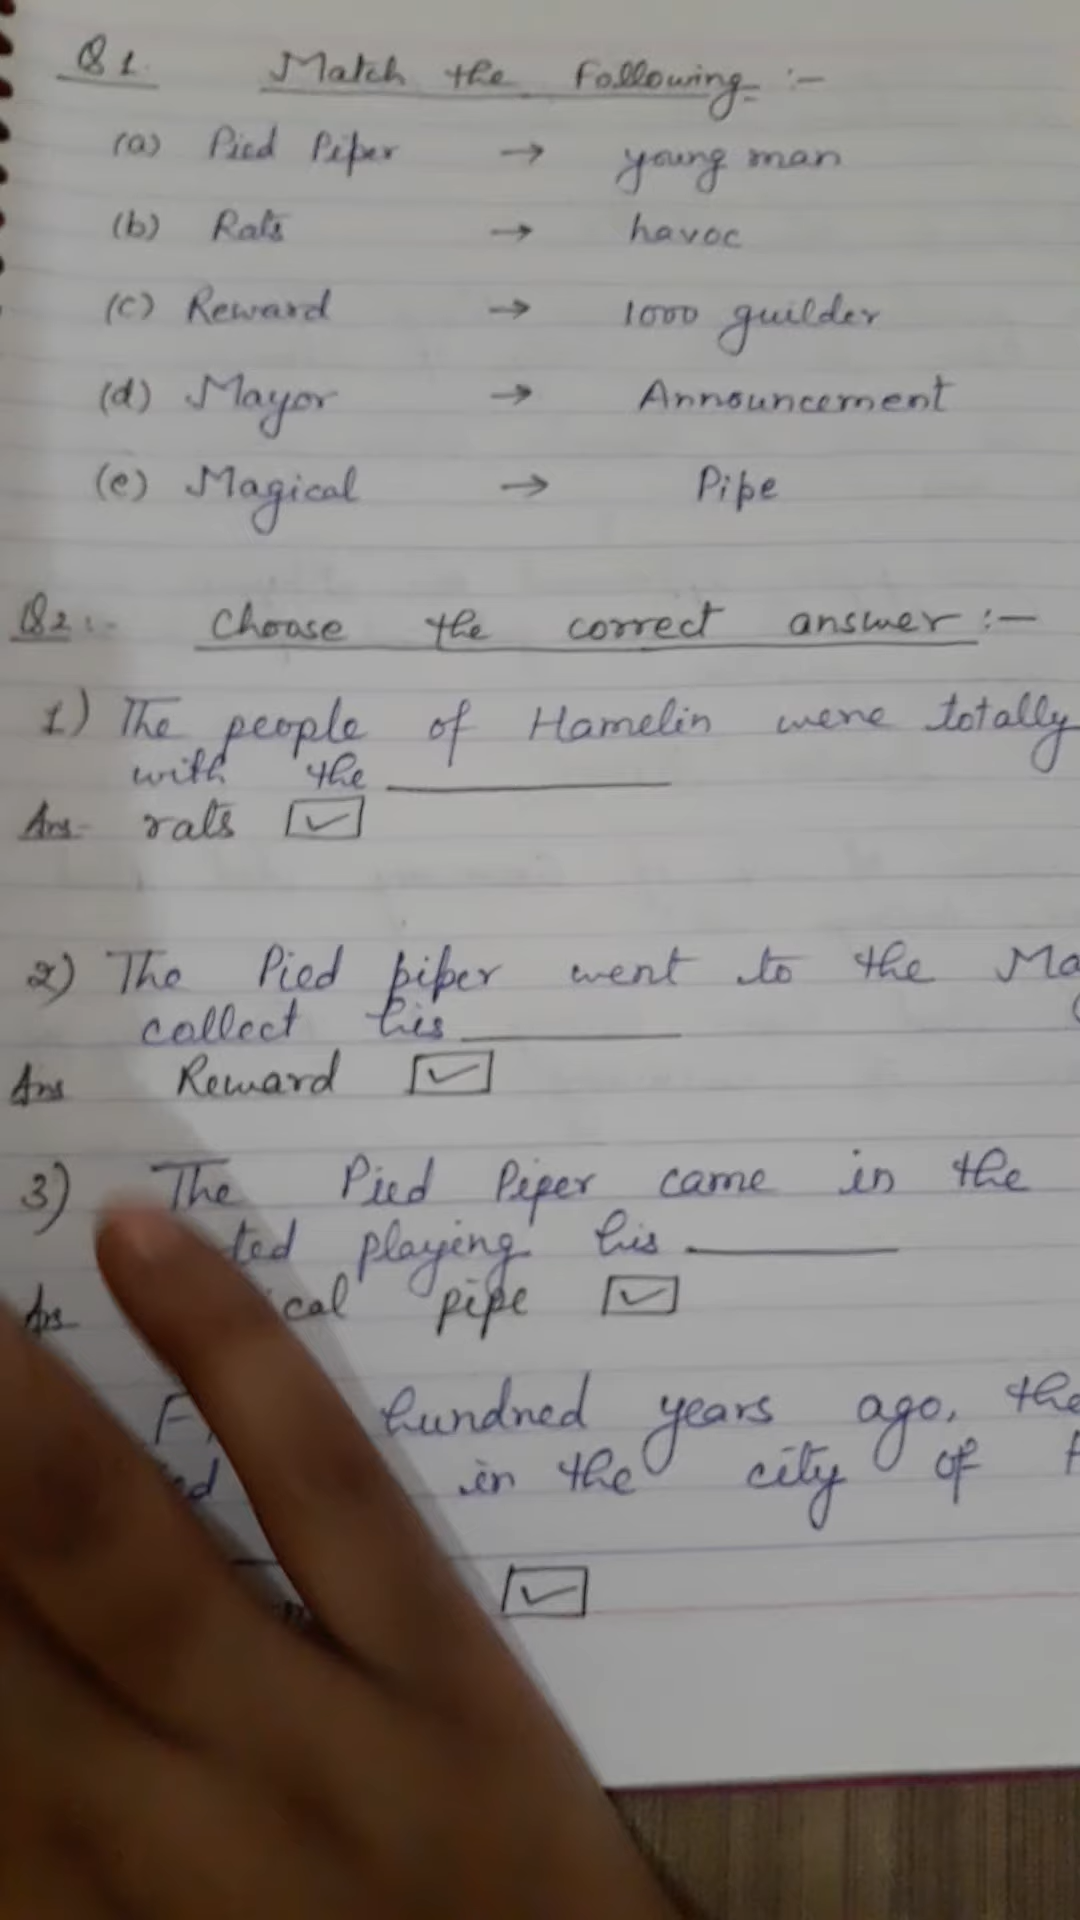 Q 1. Match the Following :-
(a) Pied Piper → young man
(b) Rats → havoc
(c) Reward → 1000 guilder
(d) Mayor → Announcement
(e) Magical → Pipe
Q2:- Choose the correct answer :-
1) The people of Hamelin were totally
with the
Ans- rats
2) The Pied piper went to the
collect his
Ans Reward
3) The Pied Piper came in the
playing his
Ans pipe
hundred years ago, the
in the city of